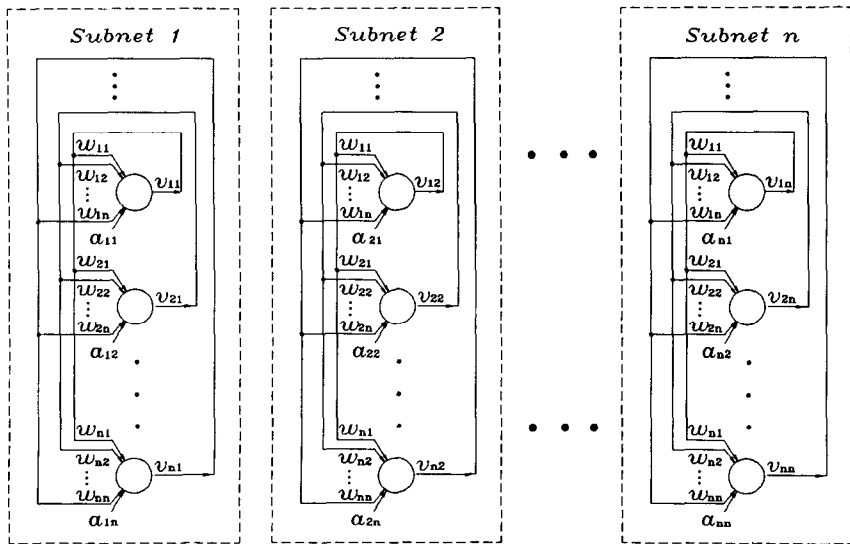 Subnet 1
w11
w12
w1n
a11
v11
w21
w22
w2n
a12
v21
wn1
wn2
wnn
a1n
vn1
Subnet 2
w11
w12
w1n
a21
v12
w21
w22
w2n
a22
v22
wn1
wn2
wnn
a2n
vn2
Subnet n
w11
w12
w1n
an1
v1n
w21
w22
w2n
an2
v2n
wn1
wn2
wnn
ann
vnn